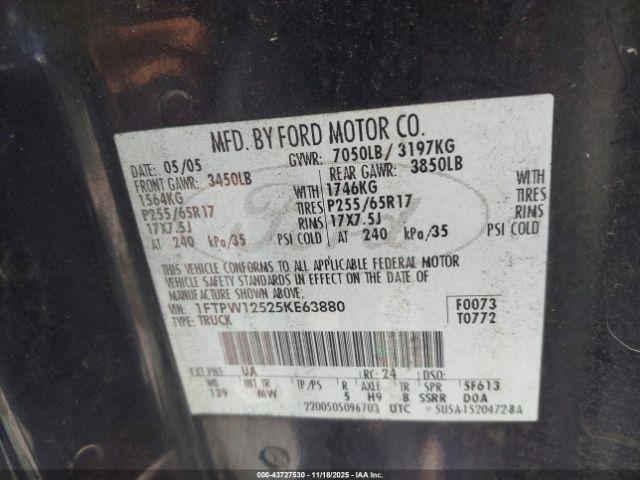 MFD. BY FORD MOTOR CO.
DATE: 05/05 GVWR: 7050LB/ 3197KG
FRONT GAWR: 3450LB REAR GAWR: 3850LB
1564KG WITH 1746KG WITH
P255/65R17 TIRES P255/65R17 TIRES
17X7.5J RIMS 17X7.5J RIMS
AT 240 kPa/35 PSI COLD AT 240 kPa/35 PSI COLD
THIS VEHICLE CONFORMS TO ALL APPLICABLE FEDERAL MOTOR
VEHICLE SAFETY STANDARDS IN EFFECT ON THE DATE OF
MANUFACTURE SHOWN ABOVE.
VIN: 1FTPW12525KE63880 F0073
TYPE: TRUCK T0772
EXT PNT: UA RC: 24 DSO:
WB INT TR TP/PS R AXLE TR SPR 5F613
139 MW 5 H9 B SSRR DOA
2200505096703 UTC
00-43727530 - 11/18/2025 - IAA Inc.